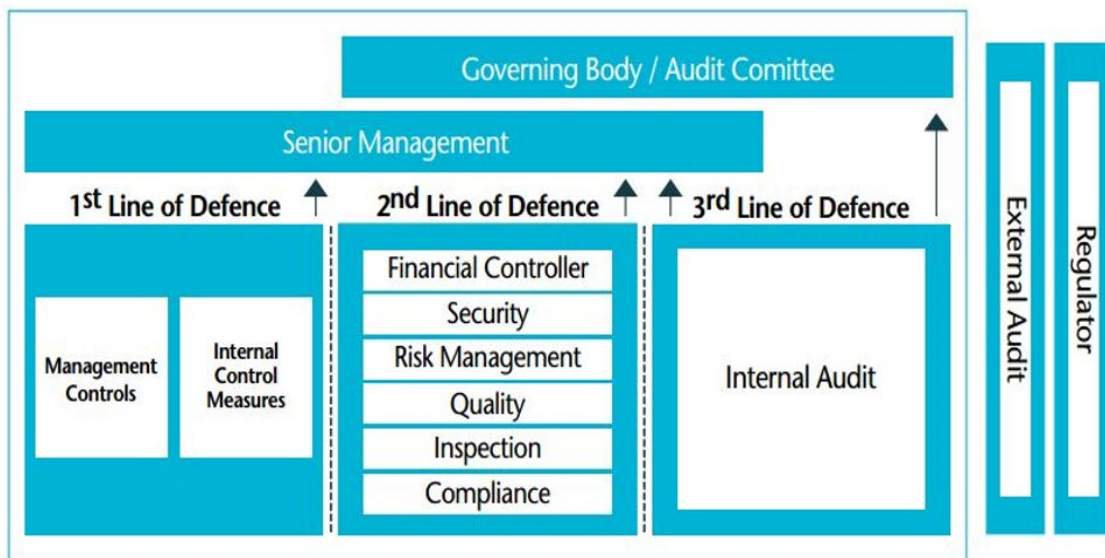 Governing Body / Audit Comittee
Senior Management
1st Line of Defence
2nd Line of Defence
3rd Line of Defence
Management
Controls
Internal
Control
Measures
Financial Controller
Security
Risk Management
Quality
Inspection
Compliance
Internal Audit
External Audit
Regulator